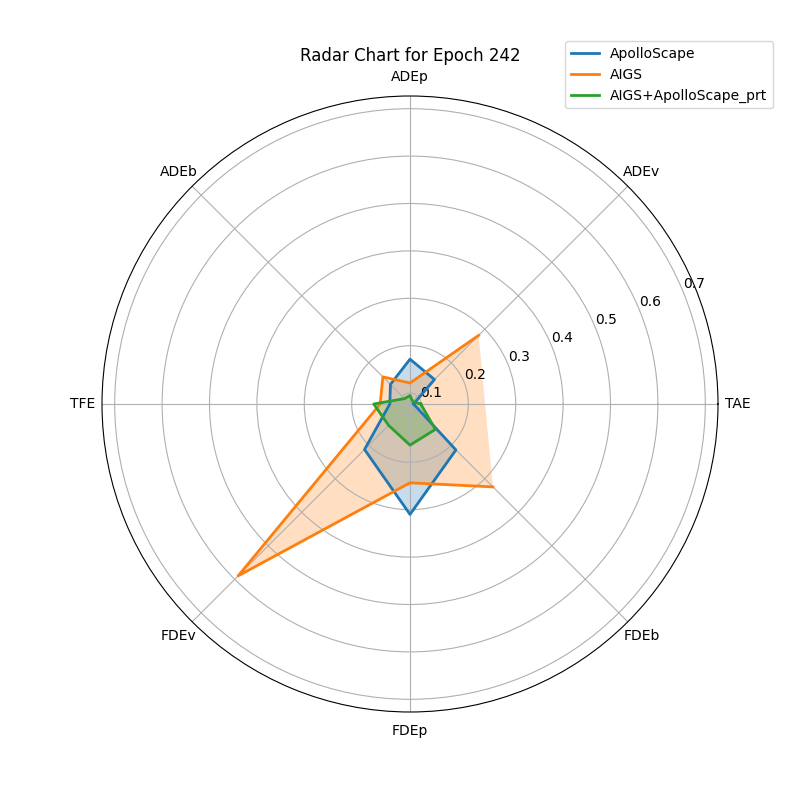 Radar Chart for Epoch 242
ApolloScape
AIGS
AIGS+ApolloScape_prt
ADEp
ADEb
ADEv
0.7
0.6
0.5
0.4
0.3
0.2
0.1
TFE
TAE
FDEv
FDEb
FDEp